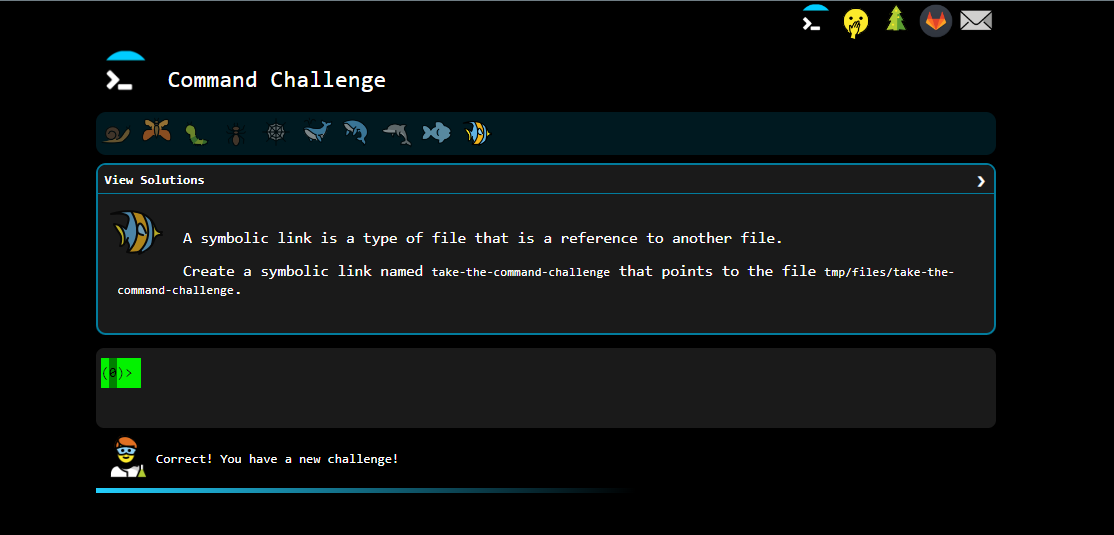 Command Challenge
View Solutions
A symbolic link is a type of file that is a reference to another file.
Create a symbolic link named take-the-command-challenge that points to the file tmp/files/take-the-
command-challenge.
(0)>
Correct! You have a new challenge!